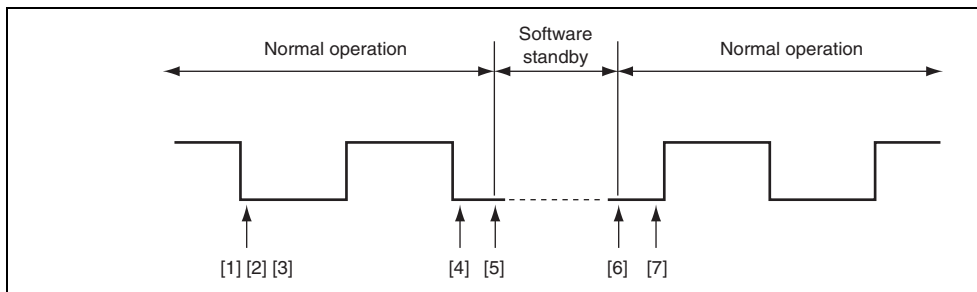 Normal operation
Software
standby
Normal operation
[1] [2] [3]
[4]
[5]
[6]
[7]